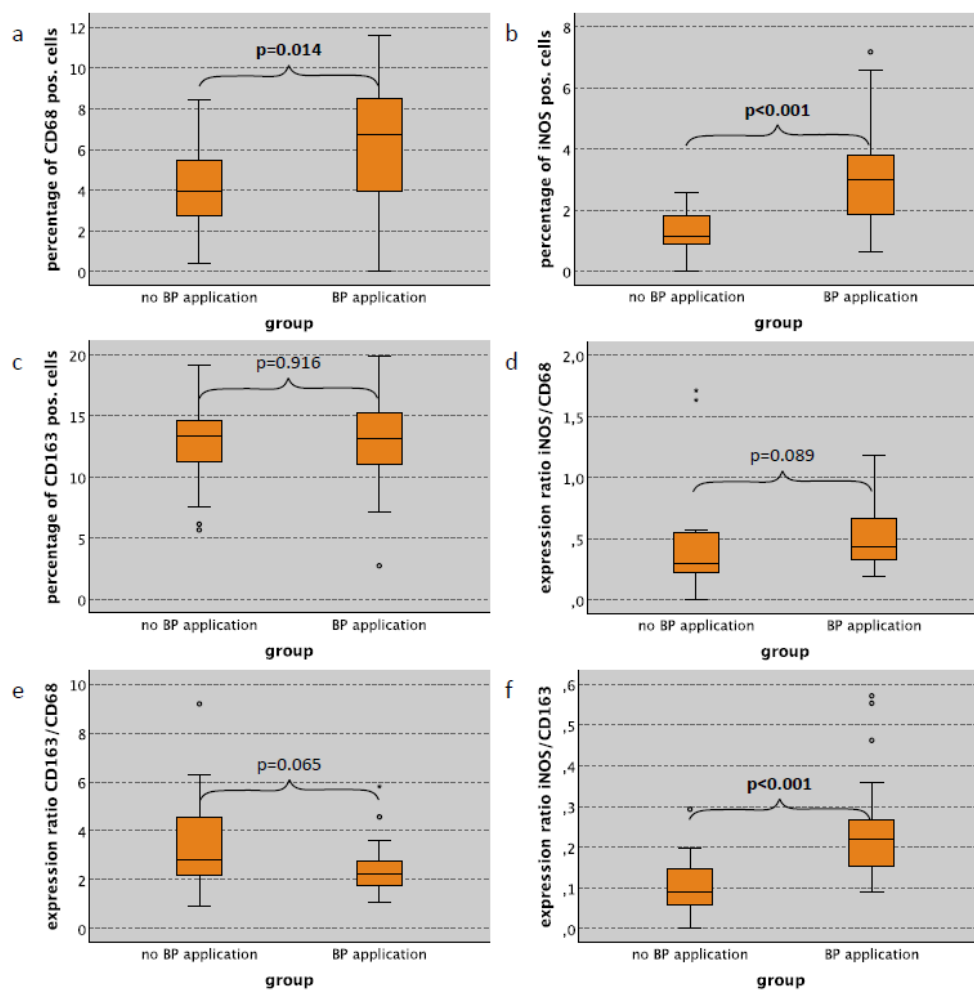 a
percentage of CD68 pos. cells
12
10
8
6
4
2
0
p=0.014
no BP application
BP application
group
b
percentage of iNOS pos. cells
8
6
4
2
0
p<0.001
no BP application
BP application
group
c
percentage of CD163 pos. cells
20
15
10
5
0
p=0.916
no BP application
BP application
group
d
expression ratio iNOS/CD68
2,0
1,5
1,0
,5
,0
p=0.089
no BP application
BP application
group
e
expression ratio CD163/CD68
10
8
6
4
2
0
p=0.065
no BP application
BP application
group
f
expression ratio iNOS/CD163
,6
,5
,4
,3
,2
,1
,0
p<0.001
no BP application
BP application
group